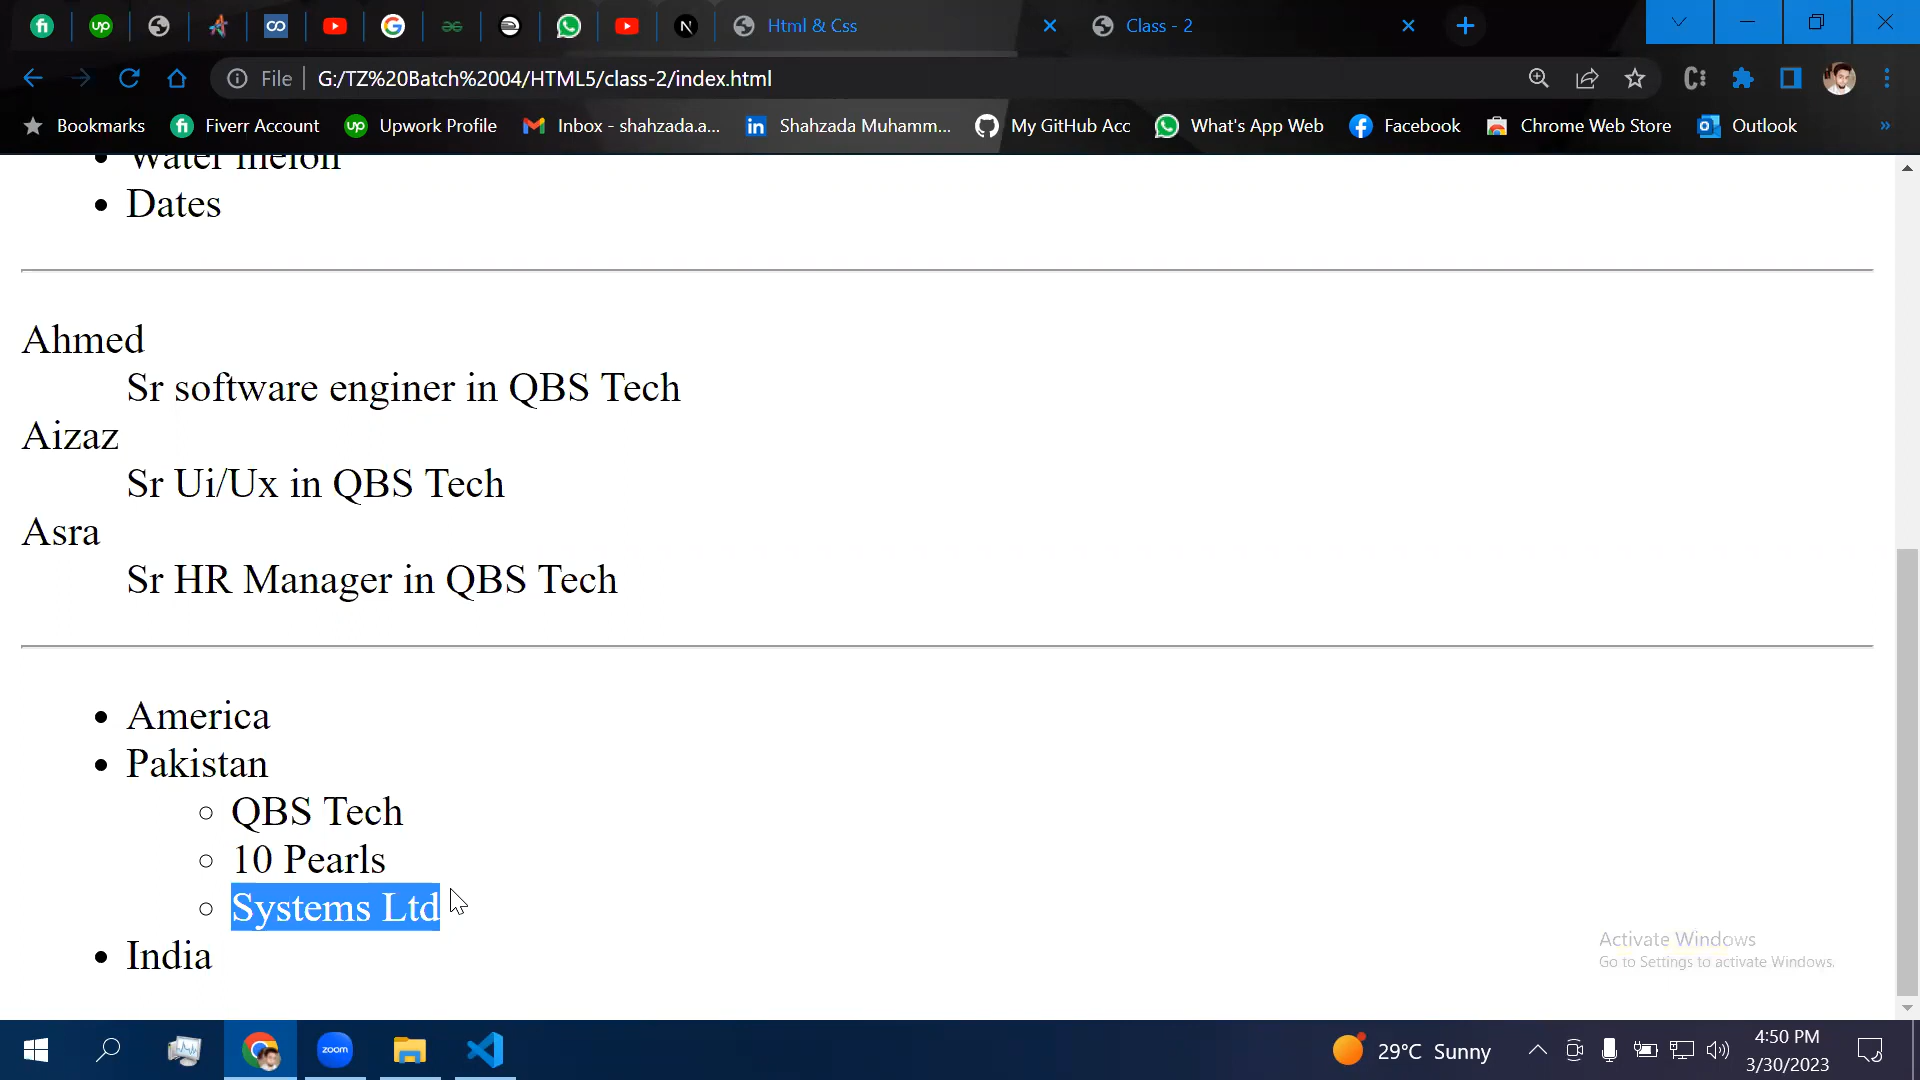 Html & Css
Class - 2
File
G:/TZ%20Batch%2004/HTML5/class-2/index.html
Bookmarks
Fiverr Account
Upwork Profile
Inbox - shahzada.a...
Shahzada Muhamm...
My GitHub Acc
What's App Web
Facebook
Chrome Web Store
Outlook
»
Water melon
Dates
Ahmed
Sr software enginer in QBS Tech
Aizaz
Sr Ui/Ux in QBS Tech
Asra
Sr HR Manager in QBS Tech
America
Pakistan
QBS Tech
10 Pearls
Systems Ltd
India
Activate Windows
Go to Settings to activate Windows.
zoom
29°C Sunny
4:50 PM
3/30/2023